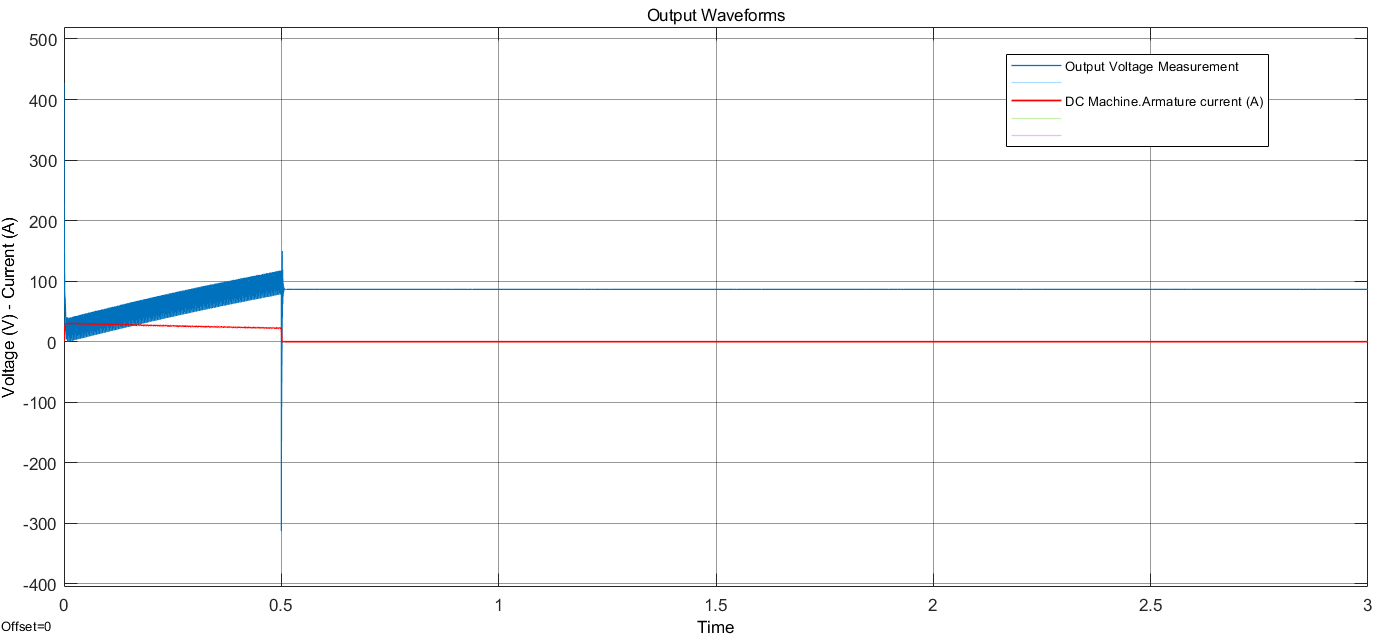 Output Waveforms
Output Voltage Measurement
DC Machine.Armature current (A)
Voltage (V) - Current (A)
500
400
300
200
100
0
-100
-200
-300
-400
0 0.5 1 1.5 2 2.5 3
Time
Offset=0